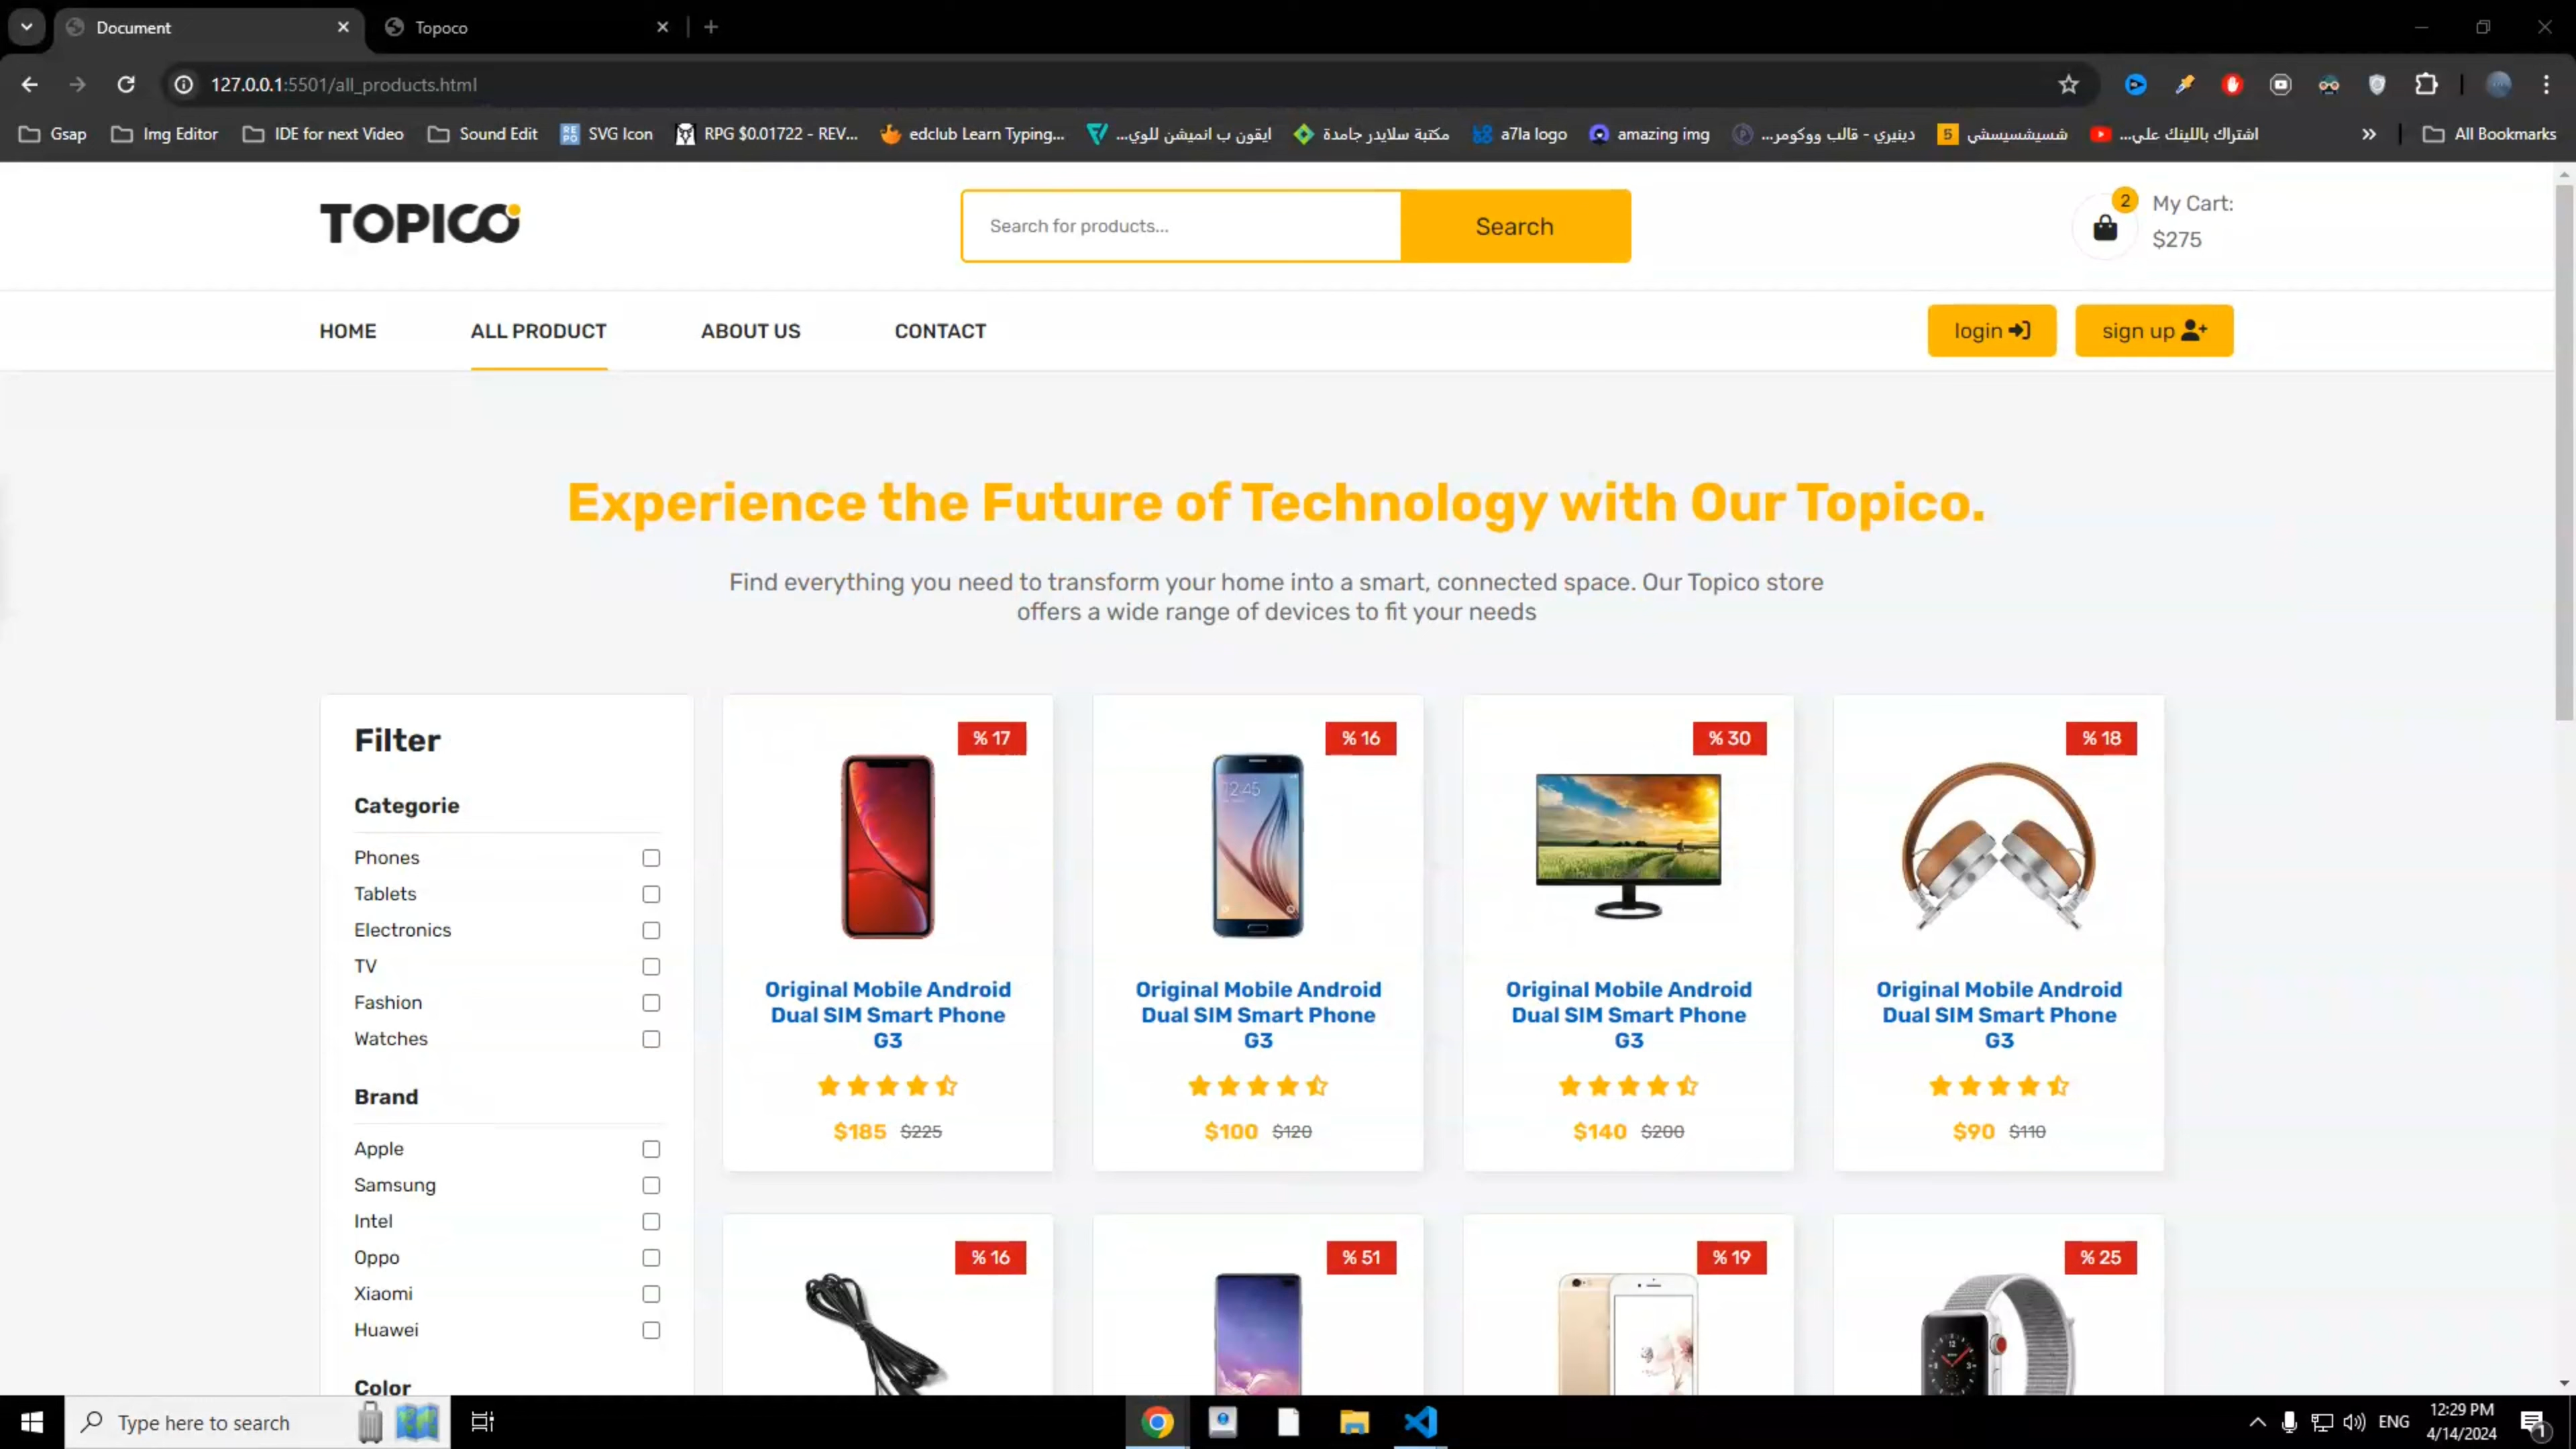 Document
Topoco
127.0.0.1:5501/all_products.html
Gsap
Img Editor
IDE for next Video
Sound Edit
SVG Icon
RPG $0.01722 - REV...
edclub Learn Typing...
ايقون ب انميشن للوي...
مكتبة سلايدر جامدة
a7la logo
amazing img
دينيري - قالب ووكومر...
شسيشسيسشي
اشتراك باللينك علي...
All Bookmarks
TOPICO
Search for products...
Search
2
My Cart:
$275
HOME
ALL PRODUCT
ABOUT US
CONTACT
login
sign up
Experience the Future of Technology with Our Topico.
Find everything you need to transform your home into a smart, connected space. Our Topico store
offers a wide range of devices to fit your needs
Filter
Categorie
Phones
Tablets
Electronics
TV
Fashion
Watches
Brand
Apple
Samsung
Intel
Oppo
Xiaomi
Huawei
Color
% 17
Original Mobile Android
Dual SIM Smart Phone
G3
$185 $225
% 16
12:45
Original Mobile Android
Dual SIM Smart Phone
G3
$100 $120
% 30
Original Mobile Android
Dual SIM Smart Phone
G3
$140 $200
% 18
Original Mobile Android
Dual SIM Smart Phone
G3
$90 $110
% 16
% 51
% 19
% 25
Type here to search
ENG
12:29 PM
4/14/2024
1